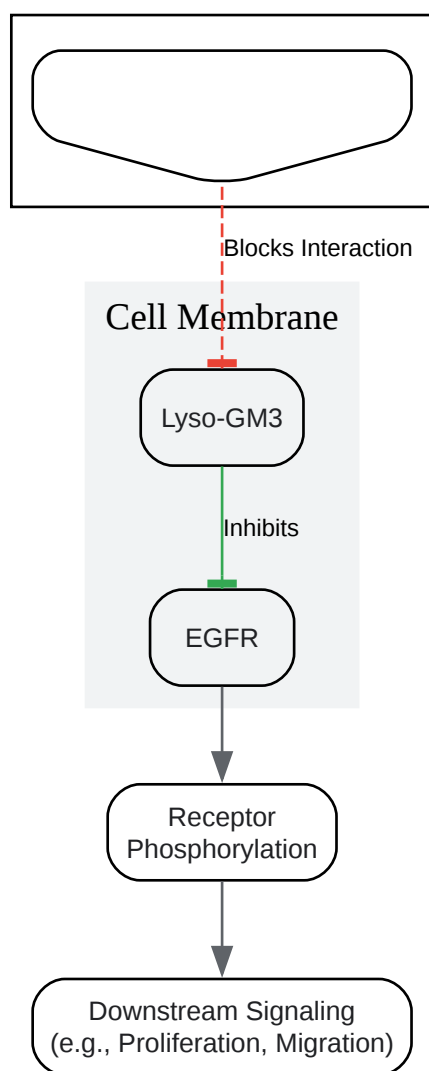 Blocks Interaction
Cell Membrane
Lyso-GM3
Inhibits
EGFR
Receptor
Phosphorylation
Downstream Signaling
(e.g., Proliferation, Migration)